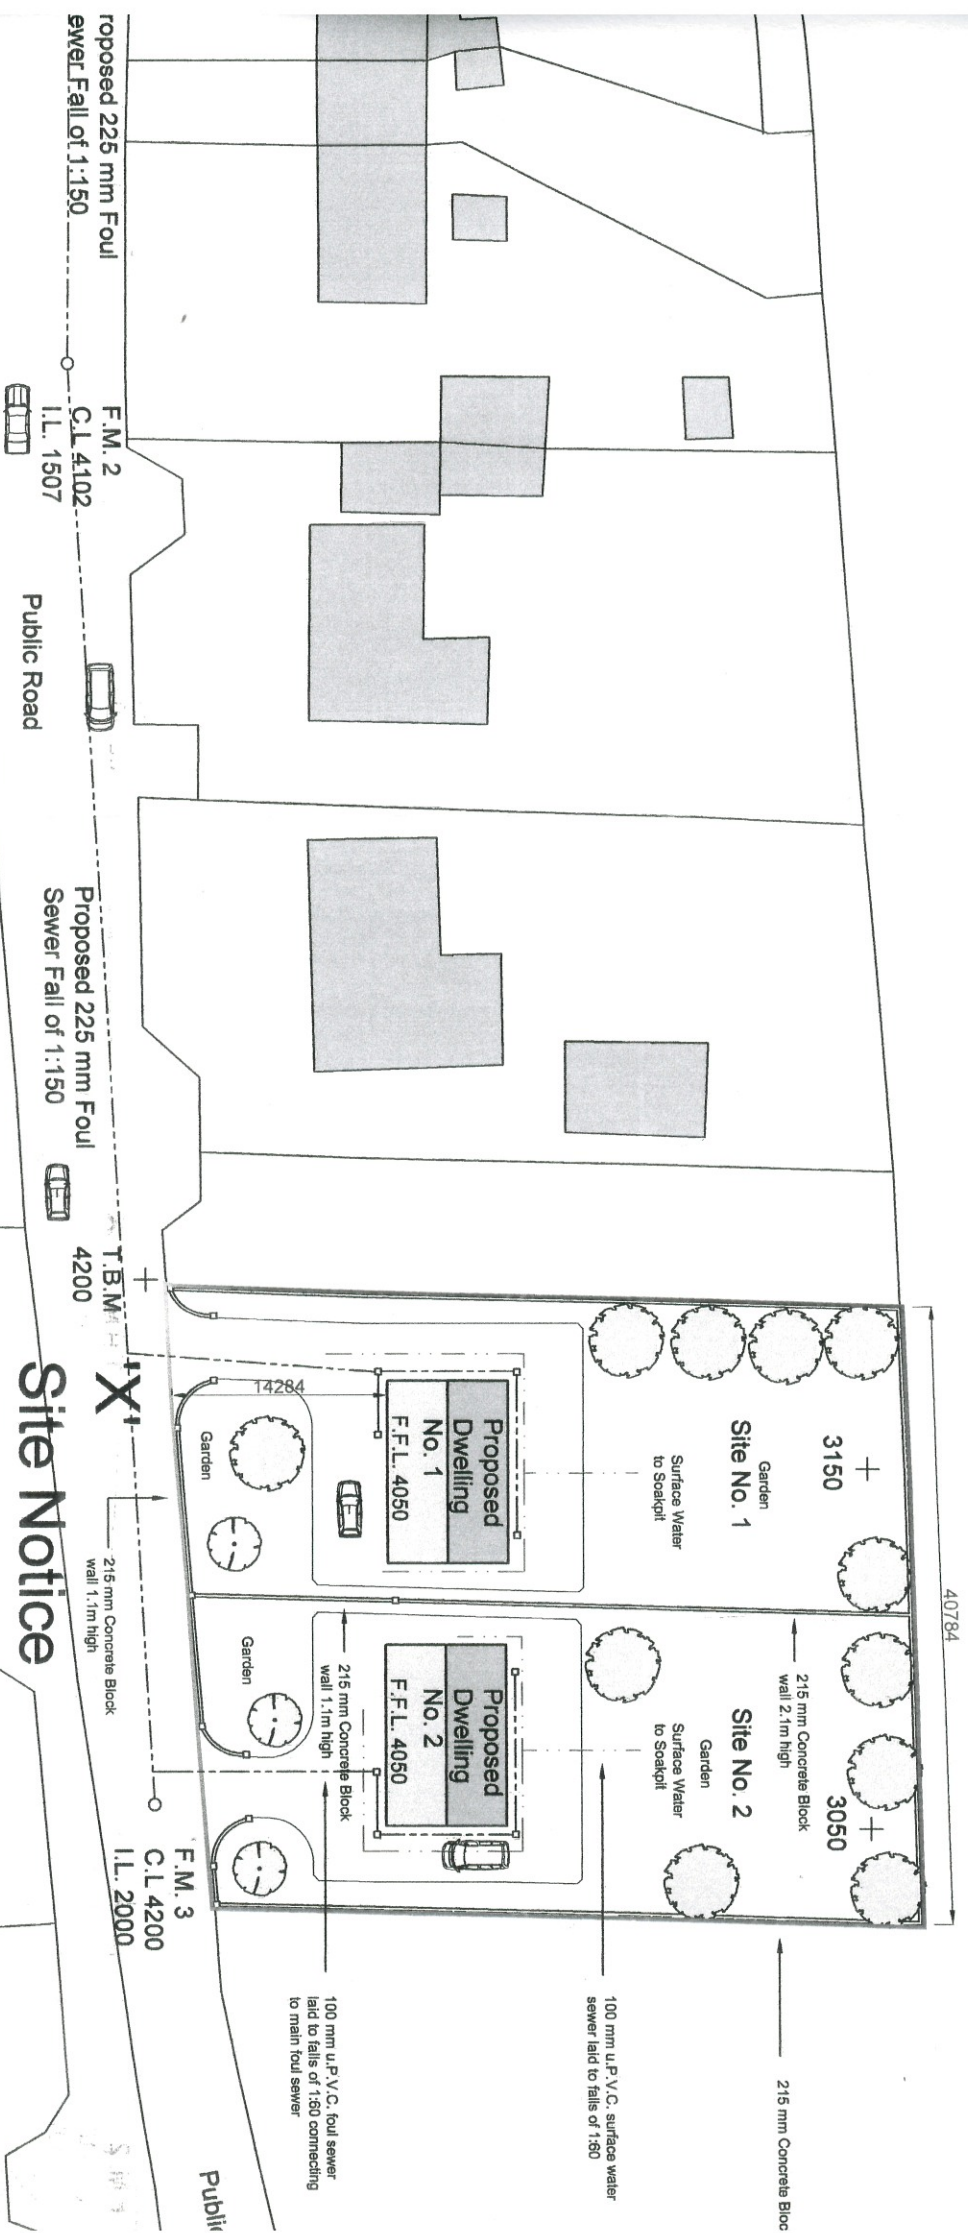 40784
215 mm Concrete Bloc
3150
3050
215 mm Concrete Block
wall 2.1m high
Garden
Site No. 1
Garden
Site No. 2
Surface Water
to Soakpit
Surface Water
to Soakpit
100 mm u.P.V.C. surface water
sewer laid to falls of 1:60
Proposed
Dwelling
No. 1
F.F.L. 4050
Proposed
Dwelling
No. 2
F.F.L. 4050
215 mm Concrete Block
wall 1.1m high
100 mm u.P.V.C. foul sewer
laid to falls of 1:60 connecting
to main foul sewer
14284
Garden
Garden
Public
F.M. 3
C.L 4200
I.L. 2000
215 mm Concrete Block
wall 1.1m high
roposed 225 mm Foul
ewer Fall of 1:150
F.M. 2
C.L 4102
I.L. 1507
Public Road
Proposed 225 mm Foul
Sewer Fall of 1:150
T.B.M
4200
'X'
Site Notice